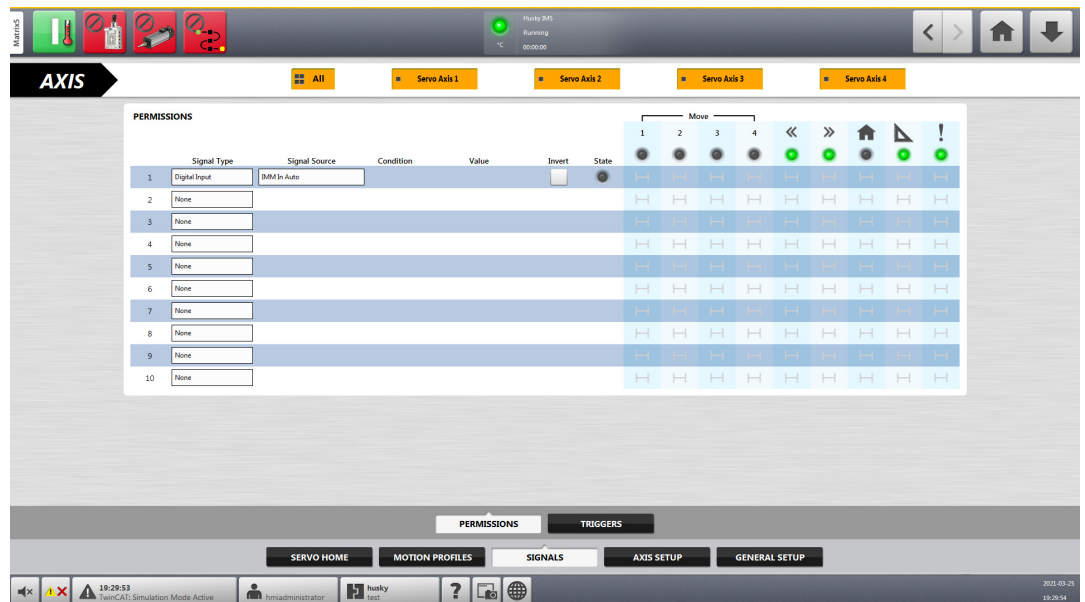 Matrix5
Husky IMS
Running
°C
00:00:00
AXIS
All
Servo Axis 1
Servo Axis 2
Servo Axis 3
Servo Axis 4
PERMISSIONS
Move
1 2 3 4 !
Signal Type Signal Source Condition Value Invert State
1 Digital Input IMM In Auto
2 None
3 None
4 None
5 None
6 None
7 None
8 None
9 None
10 None
PERMISSIONS TRIGGERS
SERVO HOME MOTION PROFILES SIGNALS AXIS SETUP GENERAL SETUP
19:29:53
TwinCAT: Simulation Mode Active
hmiadministrator
husky
test
?
2021-03-25
19:29:54